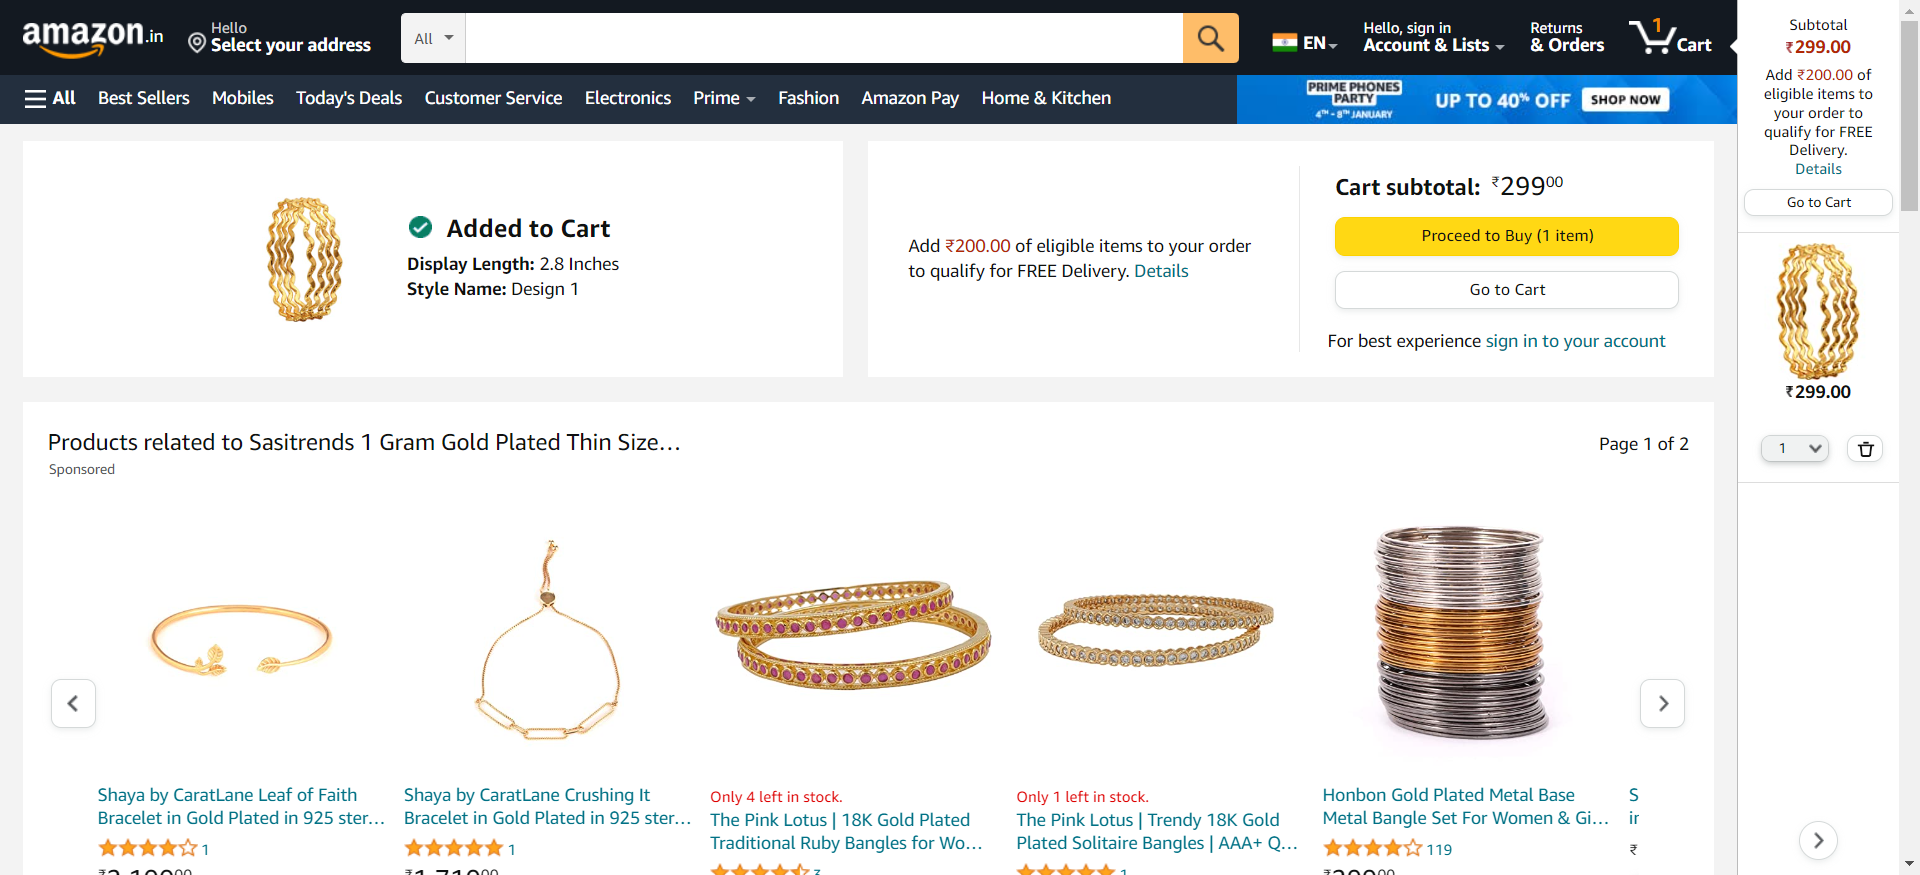 amazon.in
Hello
Select your address
All
EN
Hello, sign in
Account & Lists
Returns
& Orders
1
Cart
All
Best Sellers
Mobiles
Today's Deals
Customer Service
Electronics
Prime
Fashion
Amazon Pay
Home & Kitchen
PRIME PHONES
PARTY
4TH - 8TH JANUARY
UP TO 40% OFF
SHOP NOW
Added to Cart
Display Length: 2.8 Inches
Style Name: Design 1
Add ₹200.00 of eligible items to your order
to qualify for FREE Delivery. Details
Cart subtotal: ₹29900
Proceed to Buy (1 item)
Go to Cart
For best experience sign in to your account
Subtotal
₹299.00
Add ₹200.00 of
eligible items to
your order to
qualify for FREE
Delivery.
Details
Go to Cart
₹299.00
1
Products related to Sasitrends 1 Gram Gold Plated Thin Size…
Page 1 of 2
Sponsored
Shaya by CaratLane Leaf of Faith
Bracelet in Gold Plated in 925 ster…
1
Shaya by CaratLane Crushing It
Bracelet in Gold Plated in 925 ster…
1
Only 4 left in stock.
The Pink Lotus | 18K Gold Plated
Traditional Ruby Bangles for Wo…
Only 1 left in stock.
The Pink Lotus | Trendy 18K Gold
Plated Solitaire Bangles | AAA+ Q…
Honbon Gold Plated Metal Base
Metal Bangle Set For Women & Gi…
119
S
ir
₹